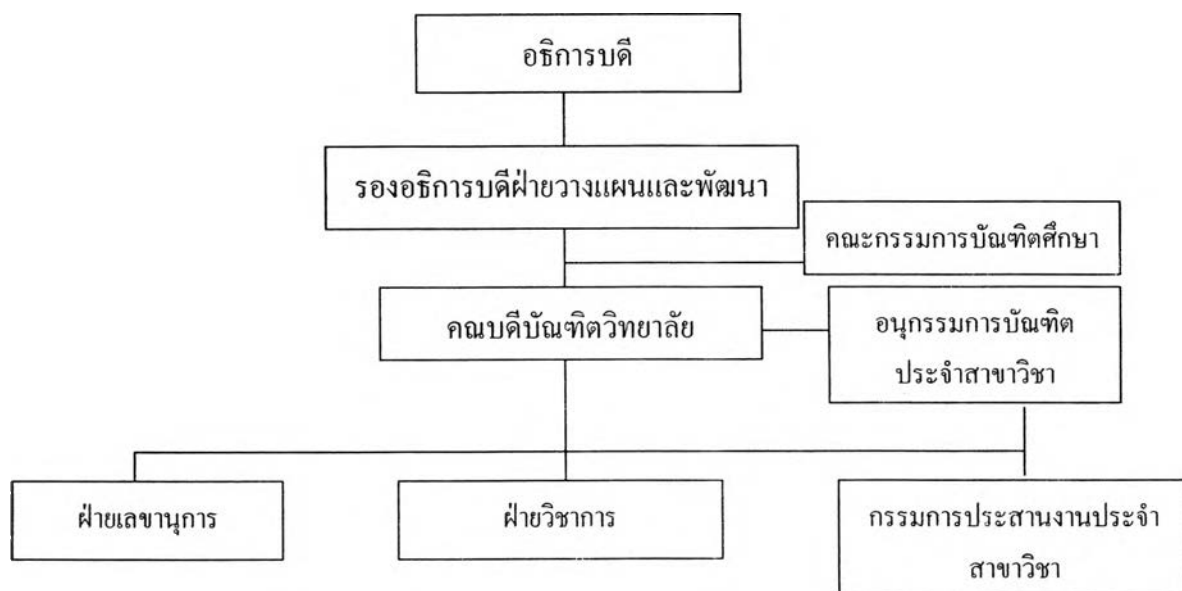 อธิการบดี
รองอธิการบดีฝ่ายวางแผนและพัฒนา
คณะกรรมการบัณฑิตศึกษา
คณบดีบัณฑิตวิทยาลัย
อนุกรรมการบัณฑิต
ประจำสาขาวิชา
ฝ่ายเลขานุการ
ฝ่ายวิชาการ
กรรมการประสานงานประจำ
สาขาวิชา